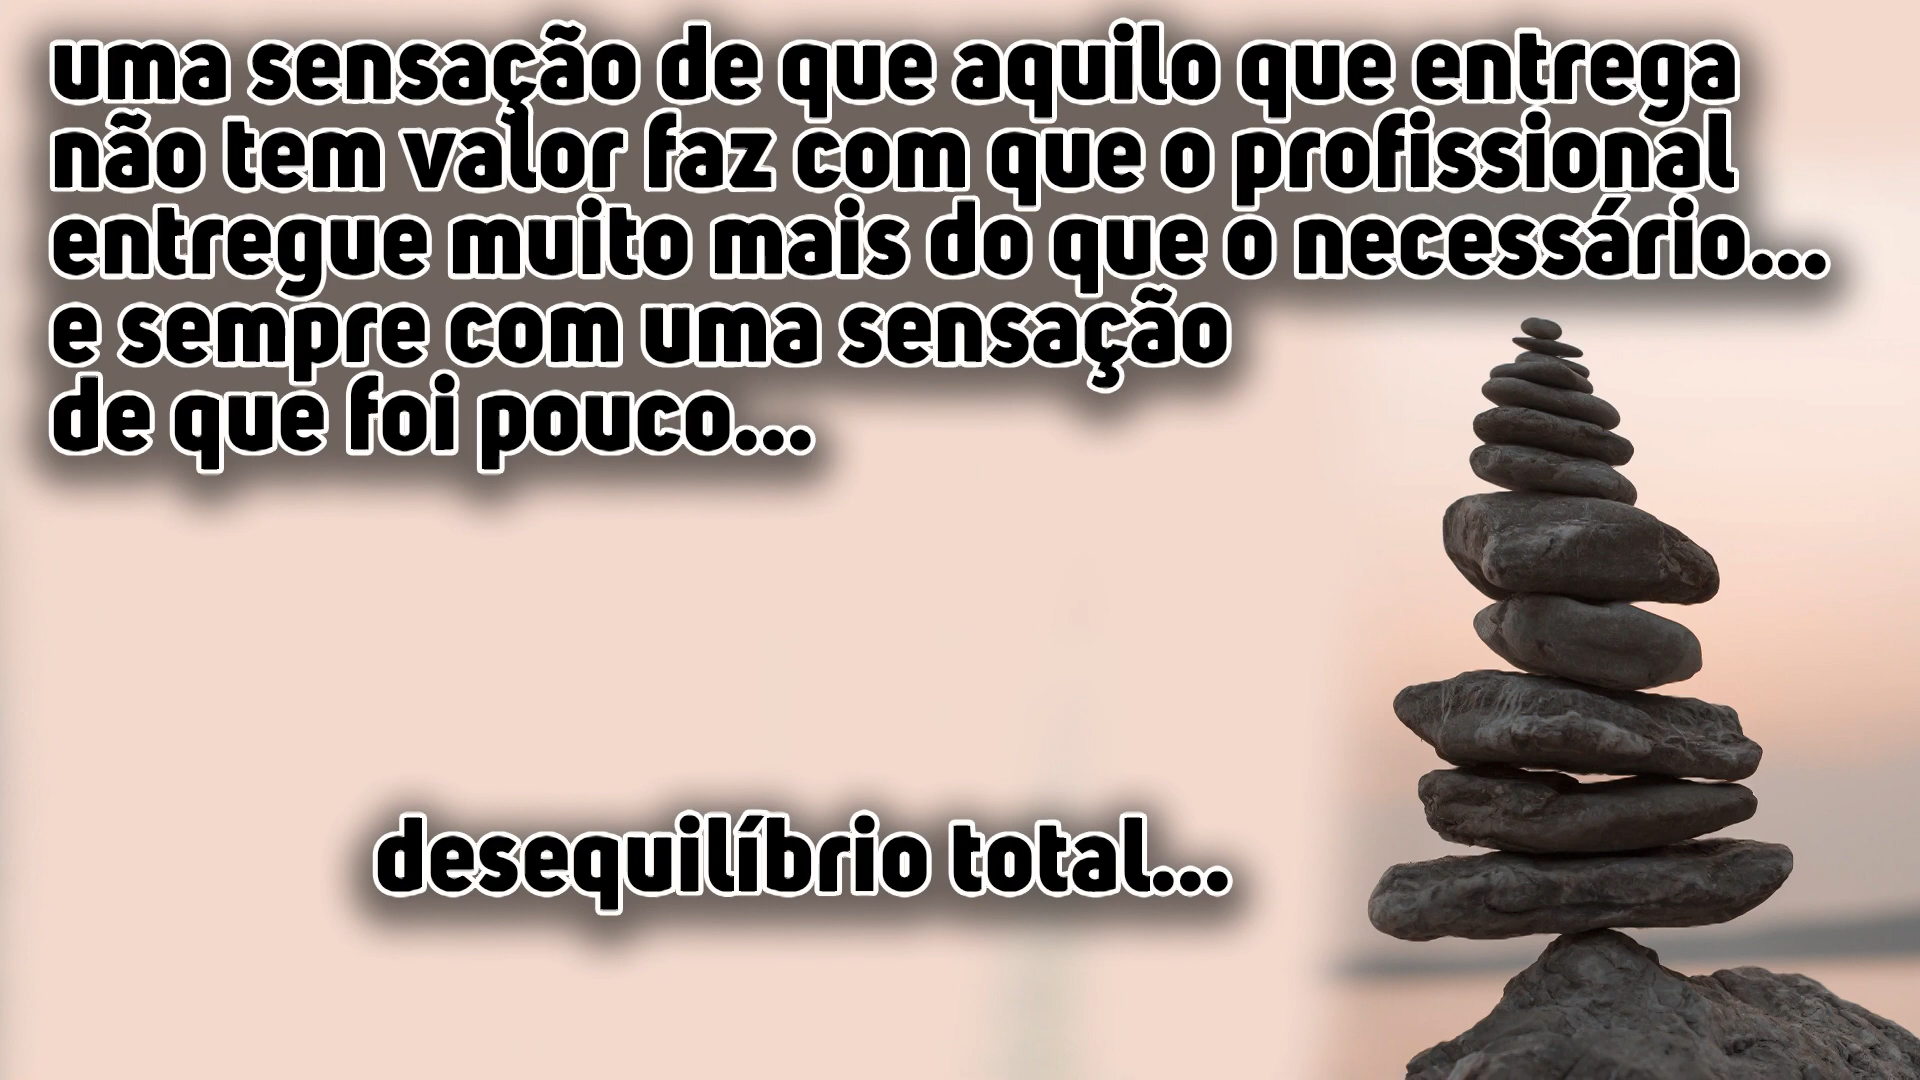 uma sensação de que aquilo que entrega
não tem valor faz com que o profissional
entregue muito mais do que o necessário...
e sempre com uma sensação
de que foi pouco...
desequilíbrio total...